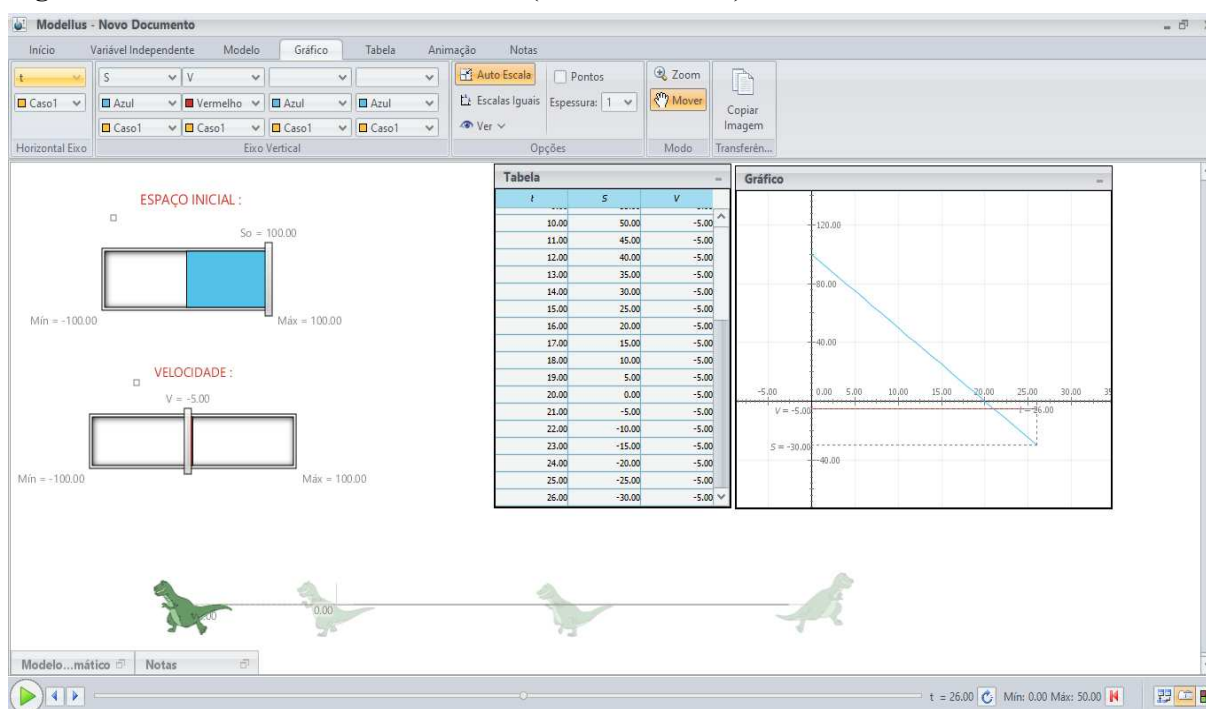 Modellus - Novo Documento
Início Variável Independente Modelo Gráfico Tabela Animação Notas
t S V Auto Escala Pontos Zoom
Caso1 Azul Vermelho Azul Azul Escalas Iguais Espessura: 1 Mover Copiar Imagem
Caso1 Caso1 Caso1 Caso1 Ver
Horizontal Eixo Eixo Vertical Opções Modo Transferên...
ESPAÇO INICIAL :
So = 100.00
Mín = -100.00 Máx = 100.00
VELOCIDADE :
V = -5.00
Mín = -100.00 Máx = 100.00
Tabela
t S V
10.00 50.00 -5.00
11.00 45.00 -5.00
12.00 40.00 -5.00
13.00 35.00 -5.00
14.00 30.00 -5.00
15.00 25.00 -5.00
16.00 20.00 -5.00
17.00 15.00 -5.00
18.00 10.00 -5.00
19.00 5.00 -5.00
20.00 0.00 -5.00
21.00 -5.00 -5.00
22.00 -10.00 -5.00
23.00 -15.00 -5.00
24.00 -20.00 -5.00
25.00 -25.00 -5.00
26.00 -30.00 -5.00
Gráfico
120.00
80.00
40.00
-5.00 0.00 5.00 10.00 15.00 20.00 25.00 30.00
V = -5.00 t = 26.00
S = -30.00
-40.00
0.00
Modelo...mático Notas
t = 26.00 Mín: 0.00 Máx: 50.00